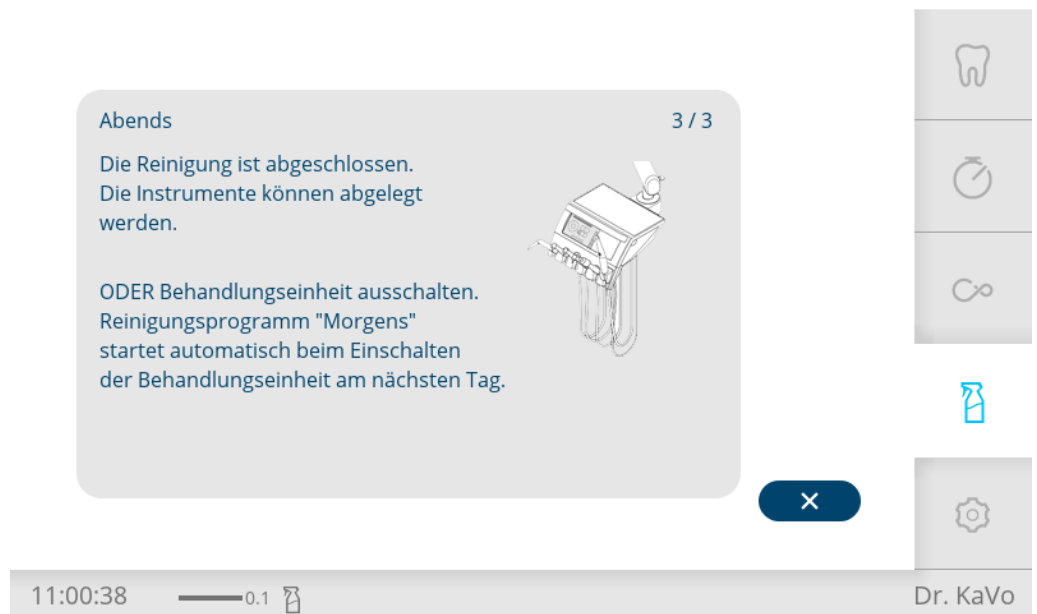 Abends 3 / 3
Die Reinigung ist abgeschlossen.
Die Instrumente können abgelegt
werden.
ODER Behandlungseinheit ausschalten.
Reinigungsprogramm "Morgens"
startet automatisch beim Einschalten
der Behandlungseinheit am nächsten Tag.
11:00:38 0.1 Dr. KaVo